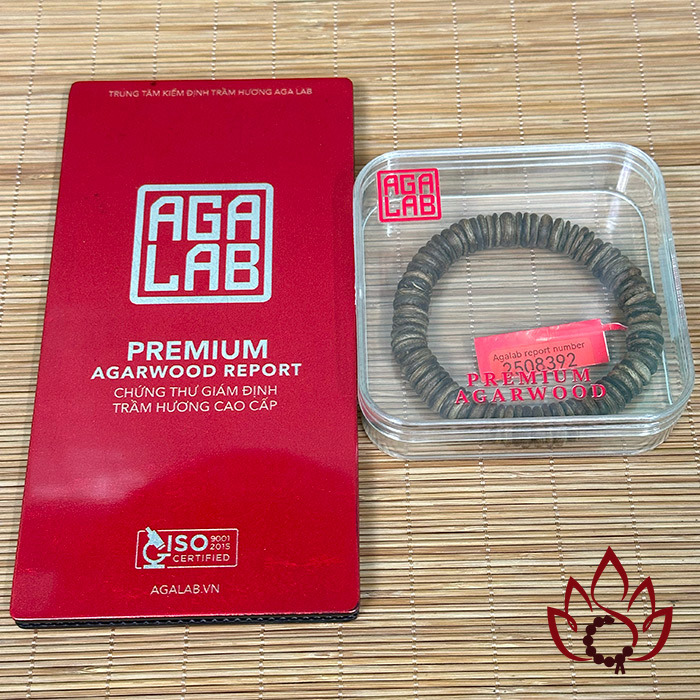 TRUNG TÂM KIỂM ĐỊNH TRẦM HƯƠNG AGA LAB
AGA
LAB
PREMIUM
AGARWOOD REPORT
CHỨNG THƯ GIÁM ĐỊNH
TRẦM HƯƠNG CAO CẤP
ISO 9001
2015
CERTIFIED
AGALAB.VN
AGA
LAB
Agalab report number
2508392
PREMIUM
AGARWOOD